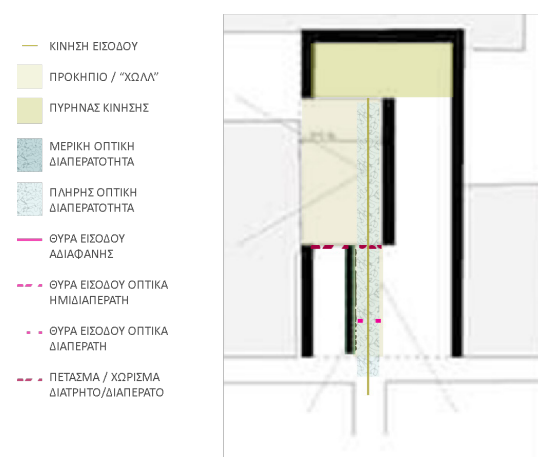 ΚΙΝΗΣΗ ΕΙΣΟΔΟΥ
ΠΡΟΚΗΠΙΟ / “ΧΩΛΛ”
ΠΥΡΗΝΑΣ ΚΙΝΗΣΗΣ
ΜΕΡΙΚΗ ΟΠΤΙΚΗ
ΔΙΑΠΕΡΑΤΟΤΗΤΑ
ΠΛΗΡΗΣ ΟΠΤΙΚΗ
ΔΙΑΠΕΡΑΤΟΤΗΤΑ
ΘΥΡΑ ΕΙΣΟΔΟΥ
ΑΔΙΑΦΑΝΗΣ
ΘΥΡΑ ΕΙΣΟΔΟΥ ΟΠΤΙΚΑ
ΗΜΙΔΙΑΠΕΡΑΤΗ
ΘΥΡΑ ΕΙΣΟΔΟΥ ΟΠΤΙΚΑ
ΔΙΑΠΕΡΑΤΗ
ΠΕΤΑΣΜΑ / ΧΩΡΙΣΜΑ
ΔΙΑΤΡΗΤΟ/ΔΙΑΠΕΡΑΤΟ